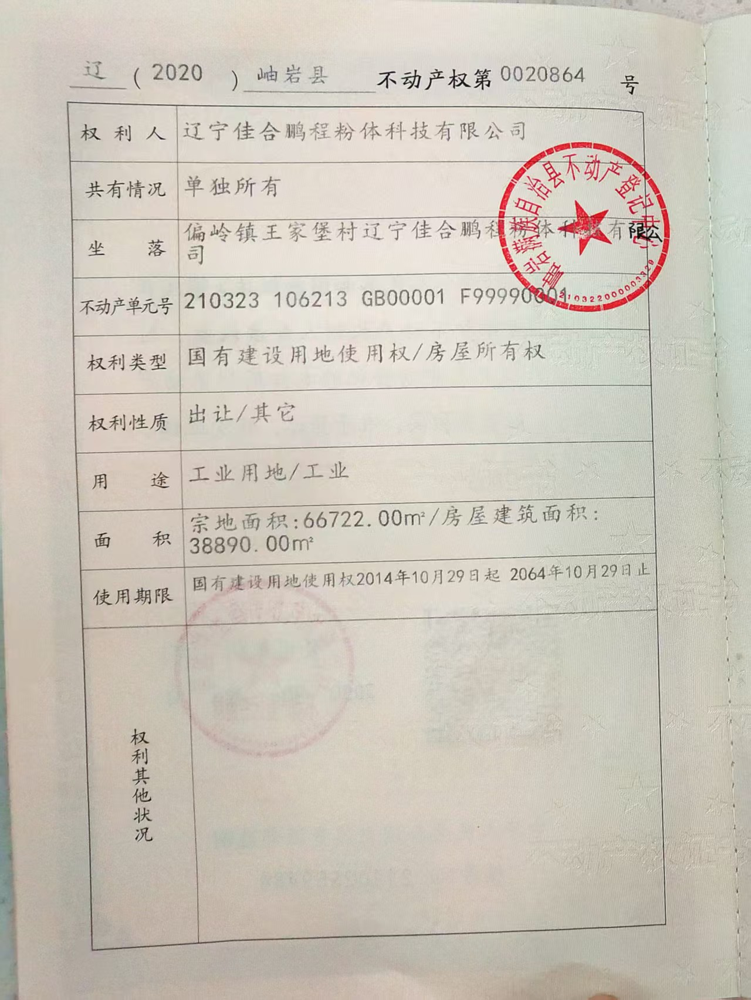 辽（2020）岫岩县 不动产权第0020864号
权利人 辽宁佳合鹏程粉体科技有限公司
共有情况 单独所有
坐落 偏岭镇王家堡村辽宁佳合鹏程粉体科技有限公
司
不动产单元号 210323 106213 GB00001 F99990001
权利类型 国有建设用地使用权/房屋所有权
权利性质 出让/其它
用途 工业用地/工业
面积 宗地面积:66722.00㎡/房屋建筑面积:
38890.00㎡
使用期限 国有建设用地使用权2014年10月29日起 2064年10月29日止
权利其他状况
岫岩满族自治县不动产登记中心
2103220000003329